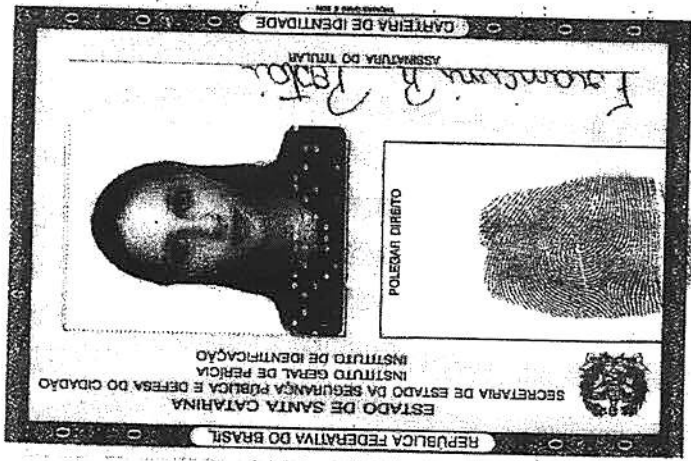 REPÚBLICA FEDERATIVA DO BRASIL
ESTADO DE SANTA CATARINA
SECRETARIA DE ESTADO DA SEGURANÇA PÚBLICA E DEFESA DO CIDADÃO
INSTITUTO GERAL DE PERÍCIA
INSTITUTO DE IDENTIFICAÇÃO
POLEGAR DIREITO
ASSINATURA DO TITULAR
CARTEIRA DE IDENTIDADE